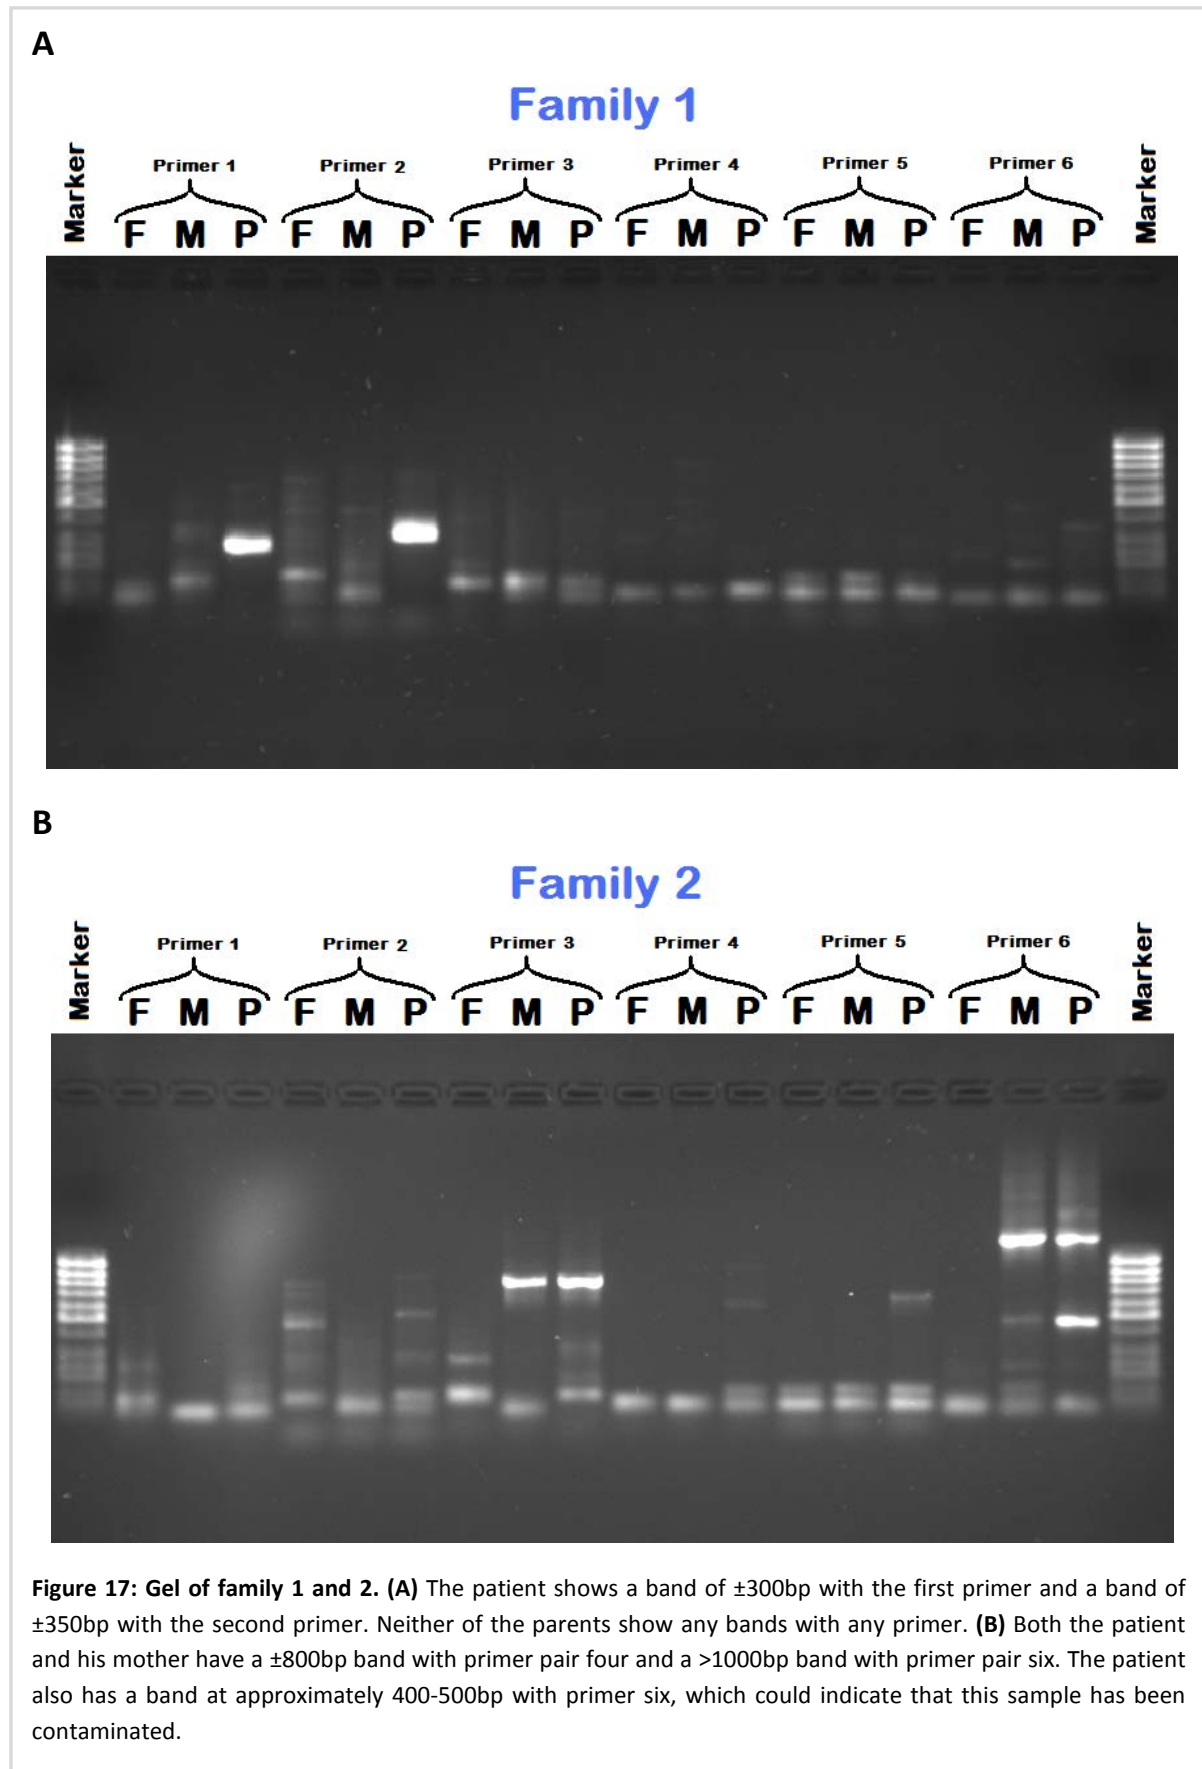 A
Family 1
Marker
Primer 1 Primer 2 Primer 3 Primer 4 Primer 5 Primer 6
Marker
F M P F M P F M P F M P F M P F M P
B
Family 2
Marker
Primer 1 Primer 2 Primer 3 Primer 4 Primer 5 Primer 6
Marker
F M P F M P F M P F M P F M P F M P
Figure 17: Gel of family 1 and 2. (A) The patient shows a band of ±300bp with the first primer and a band of
±350bp with the second primer. Neither of the parents show any bands with any primer. (B) Both the patient
and his mother have a ±800bp band with primer pair four and a >1000bp band with primer pair six. The patient
also has a band at approximately 400-500bp with primer six, which could indicate that this sample has been
contaminated.